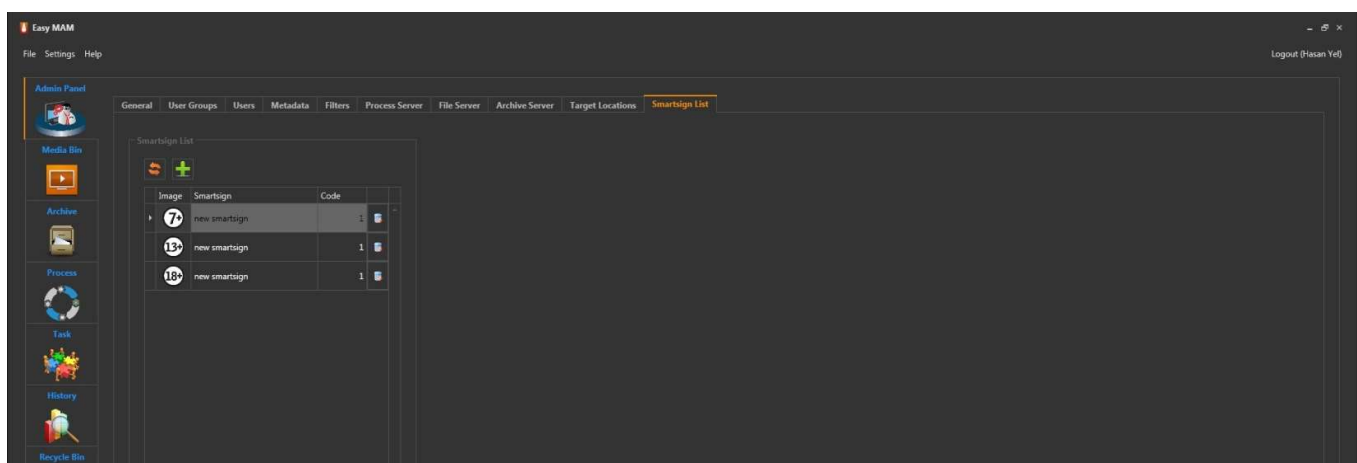 Easy MAM
File Settings Help
Logout (Hasan Yel)
Admin Panel
General User Groups Users Metadata Filters Process Server File Server Archive Server Target Locations Smartsign List
Media Bin
Archive
Process
Task
History
Recycle Bin
Smartsign List
Image Smartsign Code
7+ new smartsign 1
13+ new smartsign 1
18+ new smartsign 1